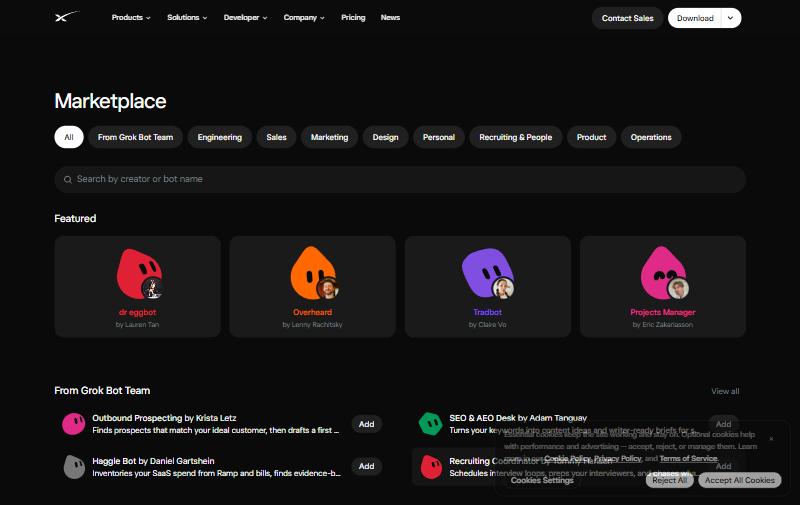 Products Solutions Developer Company Pricing News Contact Sales Download
Marketplace
All From Grok Bot Team Engineering Sales Marketing Design Personal Recruiting & People Product Operations
Search by creator or bot name
Featured
dr eggbot
by Lauren Tan
Overheard
by Lenny Rachitsky
Tradbot
by Claire Vo
Projects Manager
by Eric Zakariasson
From Grok Bot Team View all
Outbound Prospecting by Krista Letz
Finds prospects that match your ideal customer, then drafts a first ...
Add
SEO & AEO Desk by Adam Tanguay
Turns your keywords into content ideas and writer-ready briefs for s...
Add
Haggle Bot by Daniel Gartshein
Inventories your SaaS spend from Ramp and bills, finds evidence-b...
Add
Recruiting Coordinator by Tommy
Schedules interview loops, preps your interviewers, and chases
Add
Essential cookies keep the site working and stay on. Optional cookies help
with performance and advertising — accept, reject, or manage them. Learn
more in our Cookie Policy, Privacy Policy, and Terms of Service.
Cookies Settings Reject All Accept All Cookies